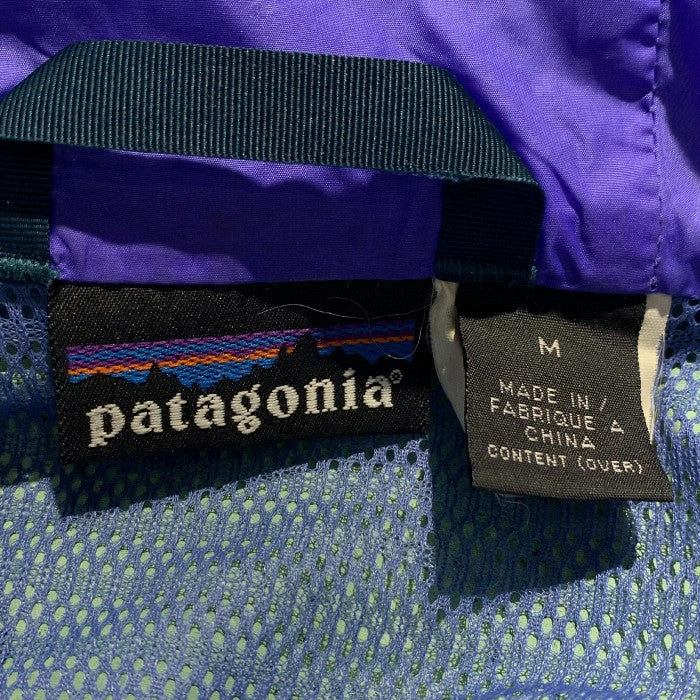 patagonia®
M
MADE IN /
FABRIQUE A
CHINA
CONTENT (OVER)